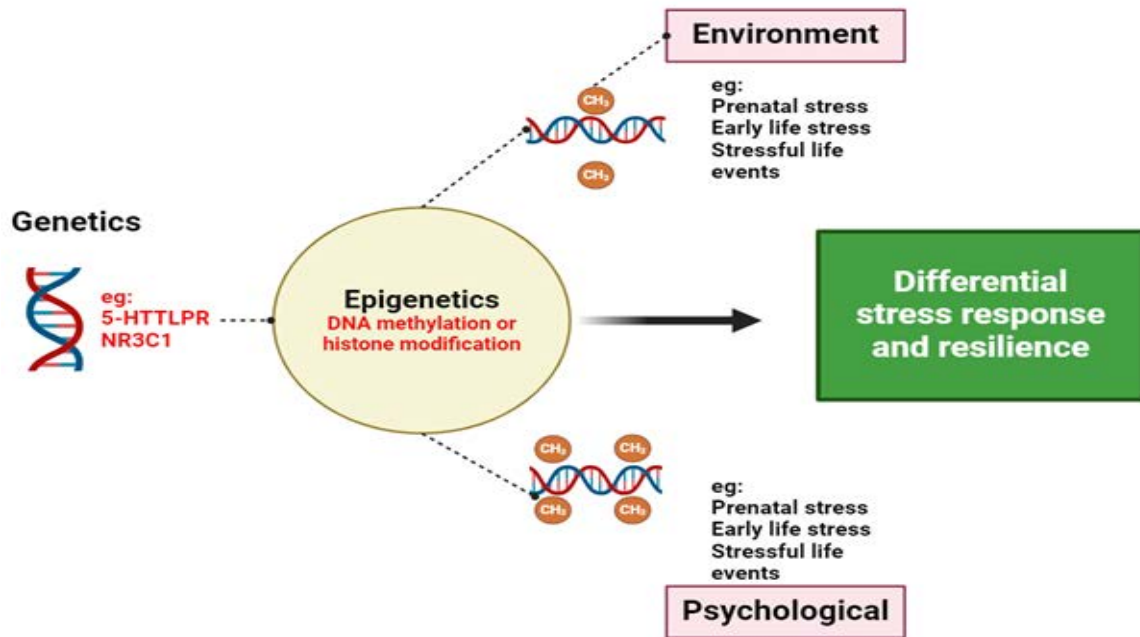 Environment
CH₃
eg:
Prenatal stress
Early life stress
Stressful life
events
CH₃
Genetics
eg:
5-HTTLPR
NR3C1
Epigenetics
DNA methylation or
histone modification
Differential
stress response
and resilience
CH₃ CH₃
CH₃ CH₃
eg:
Prenatal stress
Early life stress
Stressful life
events
Psychological